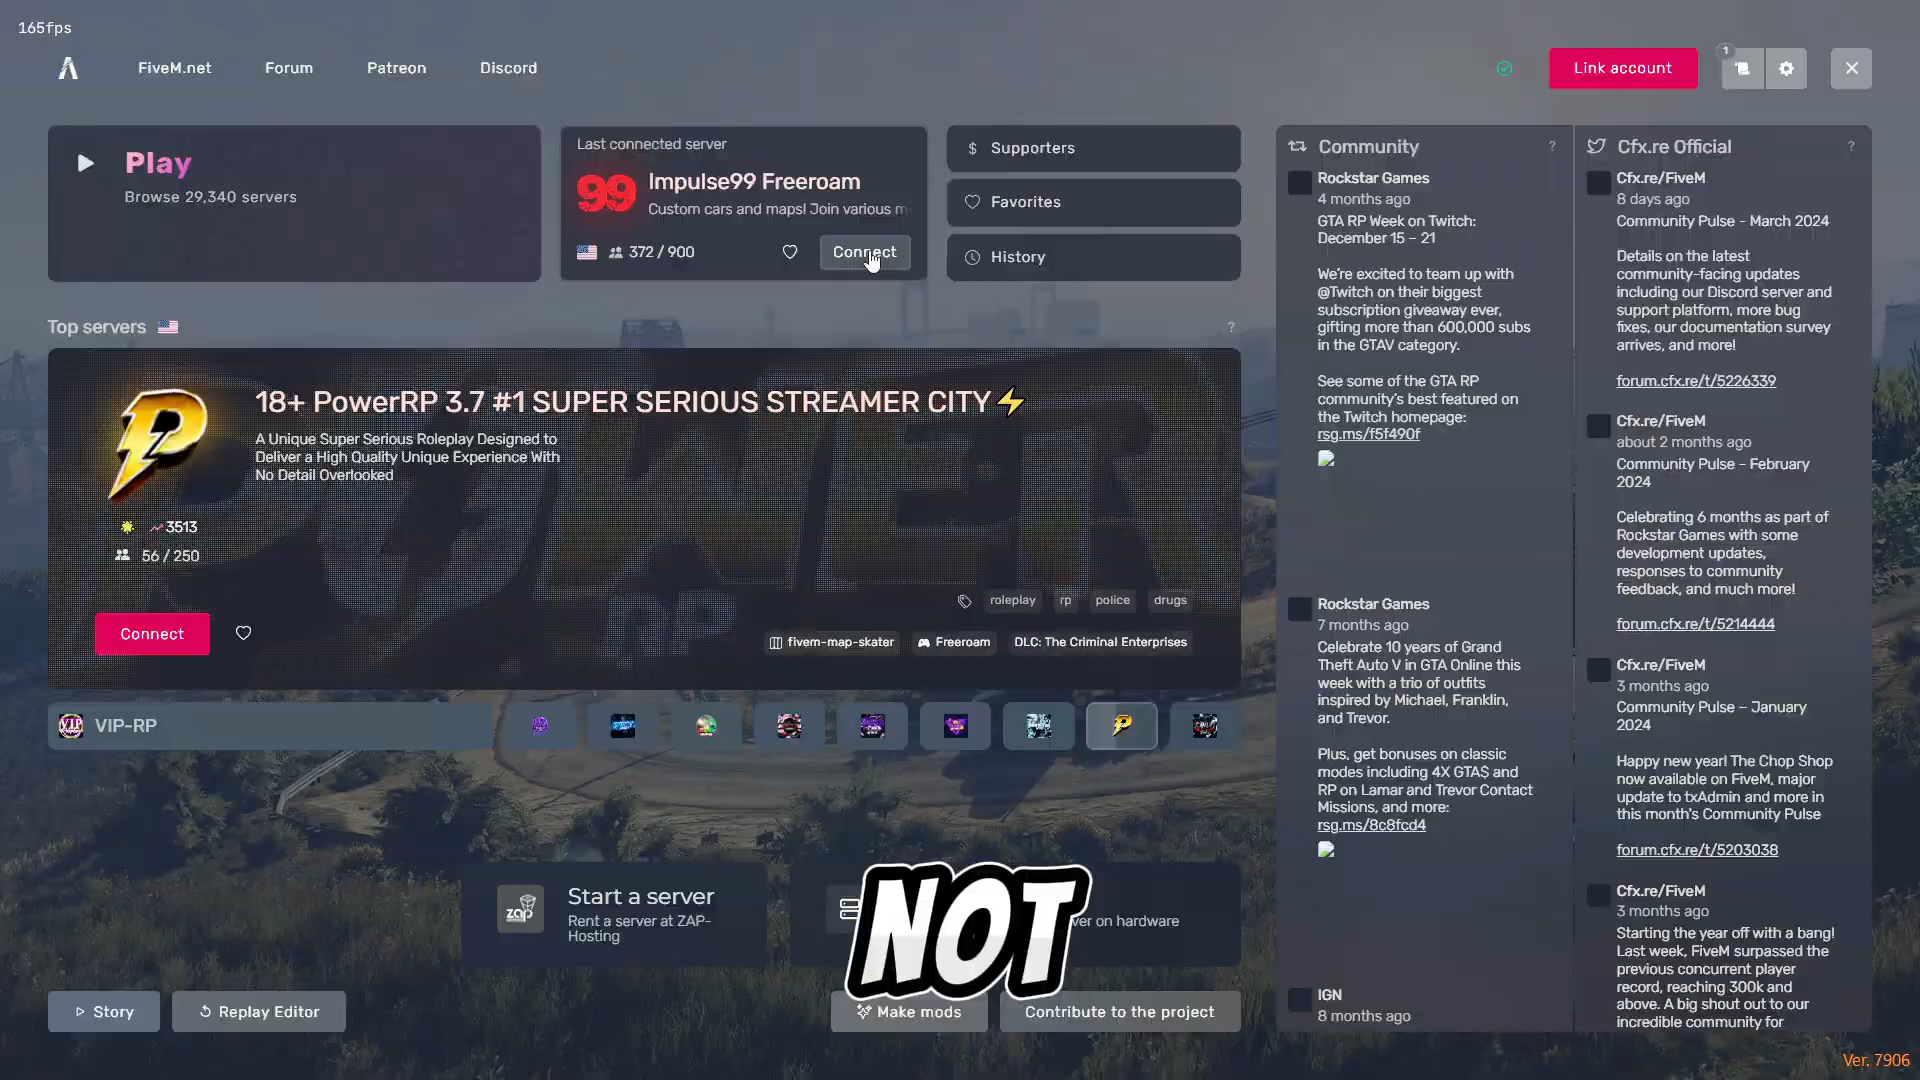 165fps
FiveM.net
Forum
Patreon
Discord
Link account
1
Play
Browse 29,340 servers
Last connected server
99
Impulse99 Freeroam
Custom cars and maps! Join various m
372 / 900
Connect
$ Supporters
Favorites
History
Top servers
?
18+ PowerRP 3.7 #1 SUPER SERIOUS STREAMER CITY⚡
A Unique Super Serious Roleplay Designed to
Deliver a High Quality Unique Experience With
No Detail Overlooked
3513
56 / 250
Connect
roleplay
rp
police
drugs
fivem-map-skater
Freeroam
DLC: The Criminal Enterprises
VIP-RP
Start a server
Rent a server at ZAP-
Hosting
zap
ver on hardware
NOT
Story
Replay Editor
Make mods
Contribute to the project
Community
?
Rockstar Games
4 months ago
GTA RP Week on Twitch:
December 15 – 21
We're excited to team up with
@Twitch on their biggest
subscription giveaway ever,
gifting more than 600,000 subs
in the GTAV category.
See some of the GTA RP
community's best featured on
the Twitch homepage:
rsg.ms/f5f490f
Rockstar Games
7 months ago
Celebrate 10 years of Grand
Theft Auto V in GTA Online this
week with a trio of outfits
inspired by Michael, Franklin,
and Trevor.
Plus, get bonuses on classic
modes including 4X GTA$ and
RP on Lamar and Trevor Contact
Missions, and more:
rsg.ms/8c8fcd4
IGN
8 months ago
Cfx.re Official
?
Cfx.re/FiveM
8 days ago
Community Pulse - March 2024
Details on the latest
community-facing updates
including our Discord server and
support platform, more bug
fixes, our documentation survey
arrives, and more!
forum.cfx.re/t/5226339
Cfx.re/FiveM
about 2 months ago
Community Pulse – February
2024
Celebrating 6 months as part of
Rockstar Games with some
development updates,
responses to community
feedback, and much more!
forum.cfx.re/t/5214444
Cfx.re/FiveM
3 months ago
Community Pulse – January
2024
Happy new year! The Chop Shop
now available on FiveM, major
update to txAdmin and more in
this month's Community Pulse
forum.cfx.re/t/5203038
Cfx.re/FiveM
3 months ago
Starting the year off with a bang!
Last week, FiveM surpassed the
previous concurrent player
record, reaching 300k and
above. A big shout out to our
incredible community for
Ver. 7906